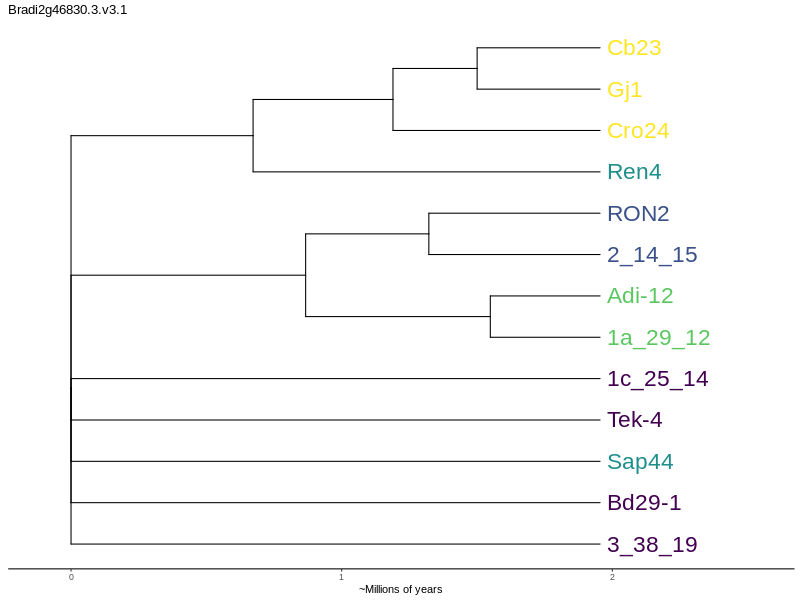 Bradi2g46830.3.v3.1
Cb23
Gj1
Cro24
Ren4
RON2
2_14_15
Adi-12
1a_29_12
1c_25_14
Tek-4
Sap44
Bd29-1
3_38_19
0 1 2
~Millions of years